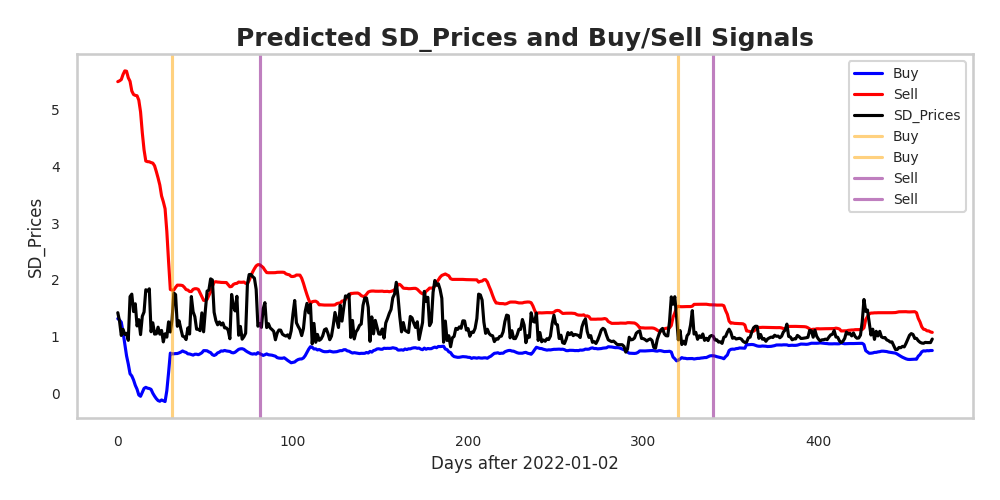 Predicted SD_Prices and Buy/Sell Signals
Buy
Sell
SD_Prices
Buy
Buy
Sell
Sell
SD_Prices
5
4
3
2
1
0
0 100 200 300 400
Days after 2022-01-02